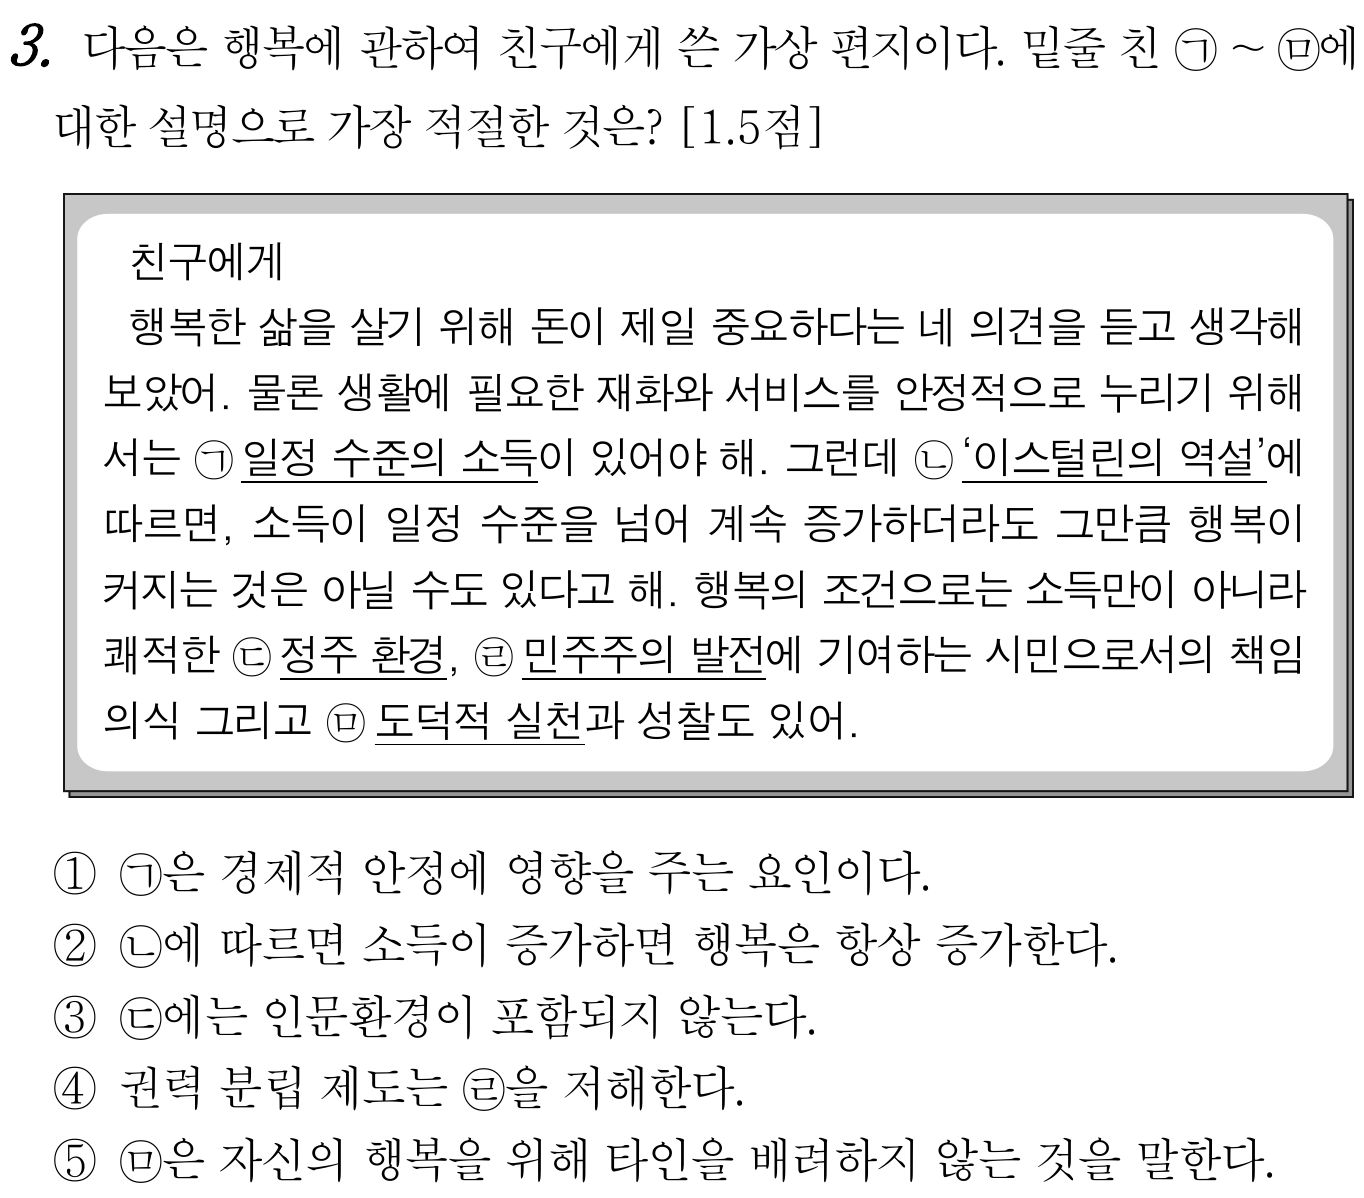 3. 다음은 행복에 관하여 친구에게 쓴 가상 편지이다. 밑줄 친 ㉠ ~ ㉤에
대한 설명으로 가장 적절한 것은? [1.5점]
친구에게
행복한 삶을 살기 위해 돈이 제일 중요하다는 네 의견을 듣고 생각해
보았어. 물론 생활에 필요한 재화와 서비스를 안정적으로 누리기 위해
서는 ㉠ 일정 수준의 소득이 있어야 해. 그런데 ㉡ ‘이스털린의 역설’에
따르면, 소득이 일정 수준을 넘어 계속 증가하더라도 그만큼 행복이
커지는 것은 아닐 수도 있다고 해. 행복의 조건으로는 소득만이 아니라
쾌적한 ㉢ 정주 환경, ㉣ 민주주의 발전에 기여하는 시민으로서의 책임
의식 그리고 ㉤ 도덕적 실천과 성찰도 있어.
① ㉠은 경제적 안정에 영향을 주는 요인이다.
② ㉡에 따르면 소득이 증가하면 행복은 항상 증가한다.
③ ㉢에는 인문환경이 포함되지 않는다.
④ 권력 분립 제도는 ㉣을 저해한다.
⑤ ㉤은 자신의 행복을 위해 타인을 배려하지 않는 것을 말한다.